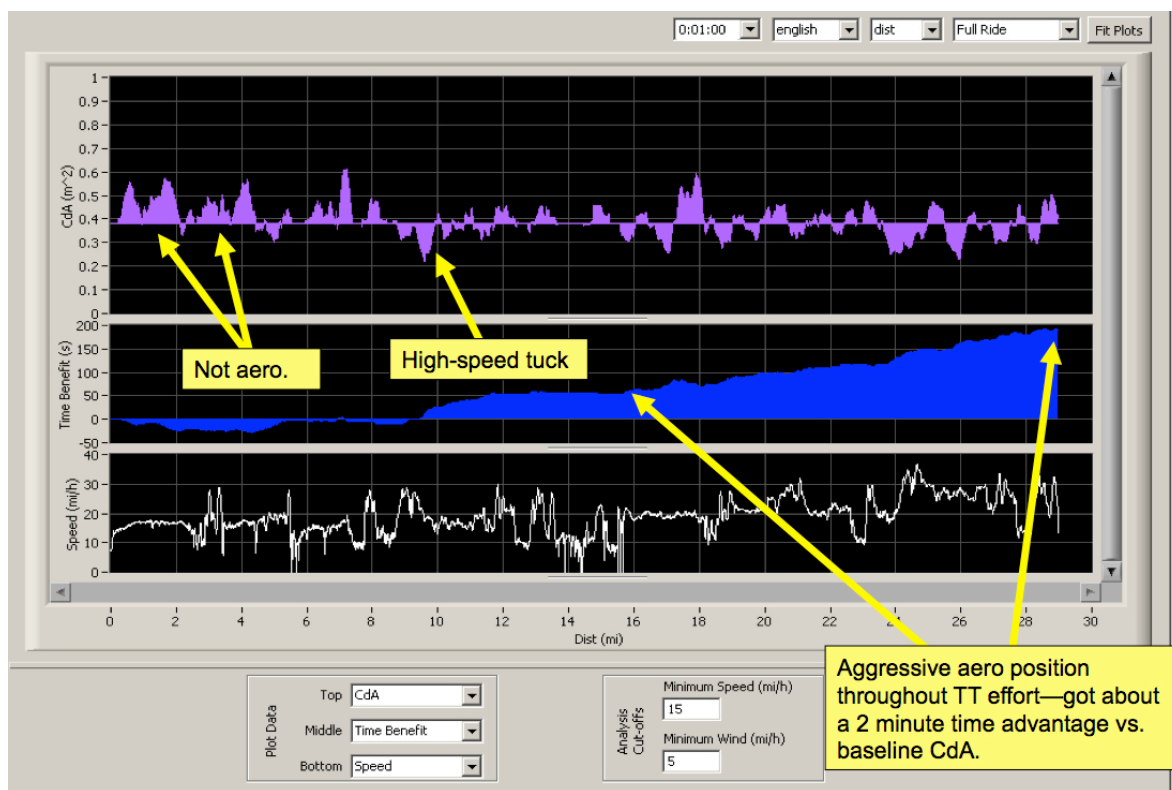 0:01:00 english dist Full Ride Fit Plots
1
0.9
0.8
0.7
0.6
0.5
0.4
0.3
0.2
0.1
0
CdA (m^2)
Not aero.
High-speed tuck
200
150
100
50
0
-50
Time Benefit (s)
40
30
20
10
0
Speed (mi/h)
0 2 4 6 8 10 12 14 16 18 20 22 24 26 28 30
Dist (mi)
Aggressive aero position
throughout TT effort—got about
a 2 minute time advantage vs.
baseline CdA.
Plot Data
Top CdA
Middle Time Benefit
Bottom Speed
Analysis
Cut-offs
Minimum Speed (mi/h)
15
Minimum Wind (mi/h)
5